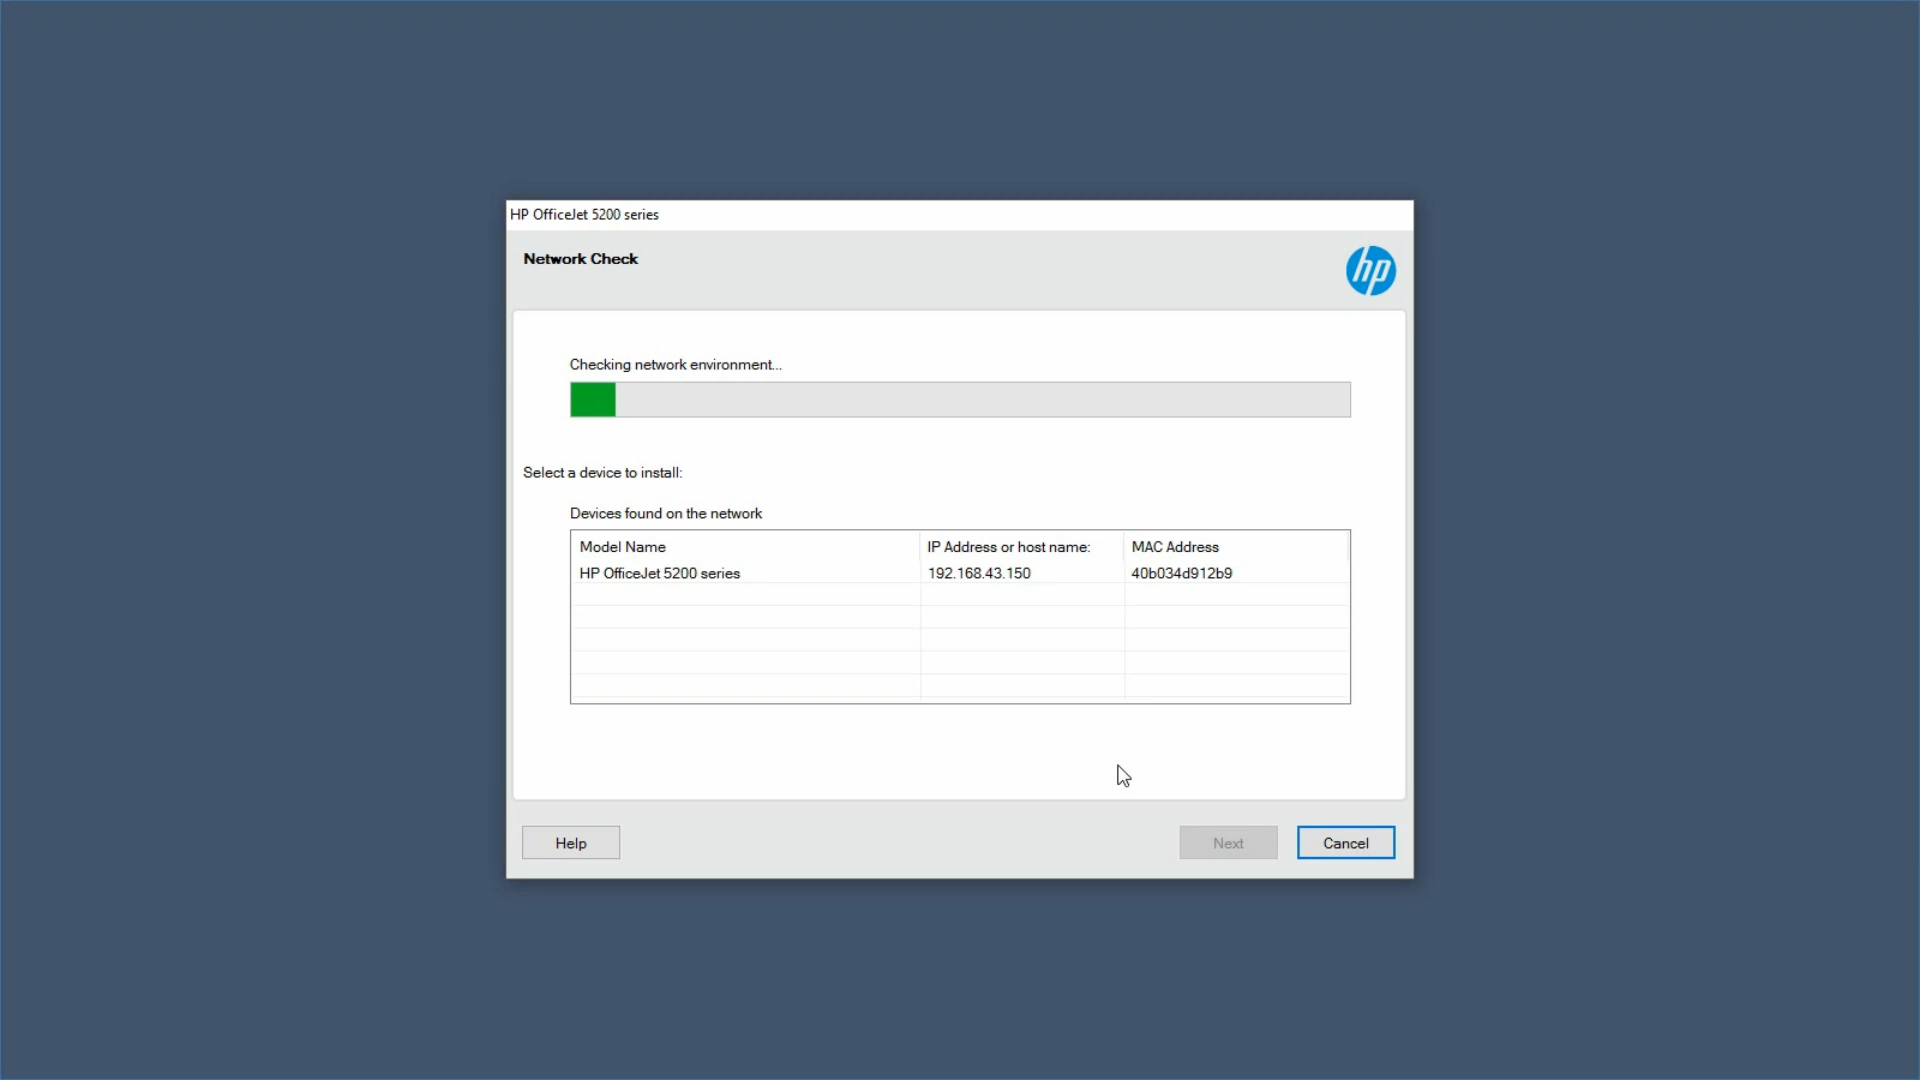 HP OfficeJet 5200 series
Network Check
hp
Checking network environment...
Select a device to install:
Devices found on the network
Model Name IP Address or host name: MAC Address
HP OfficeJet 5200 series 192.168.43.150 40b034d912b9
Help Next Cancel